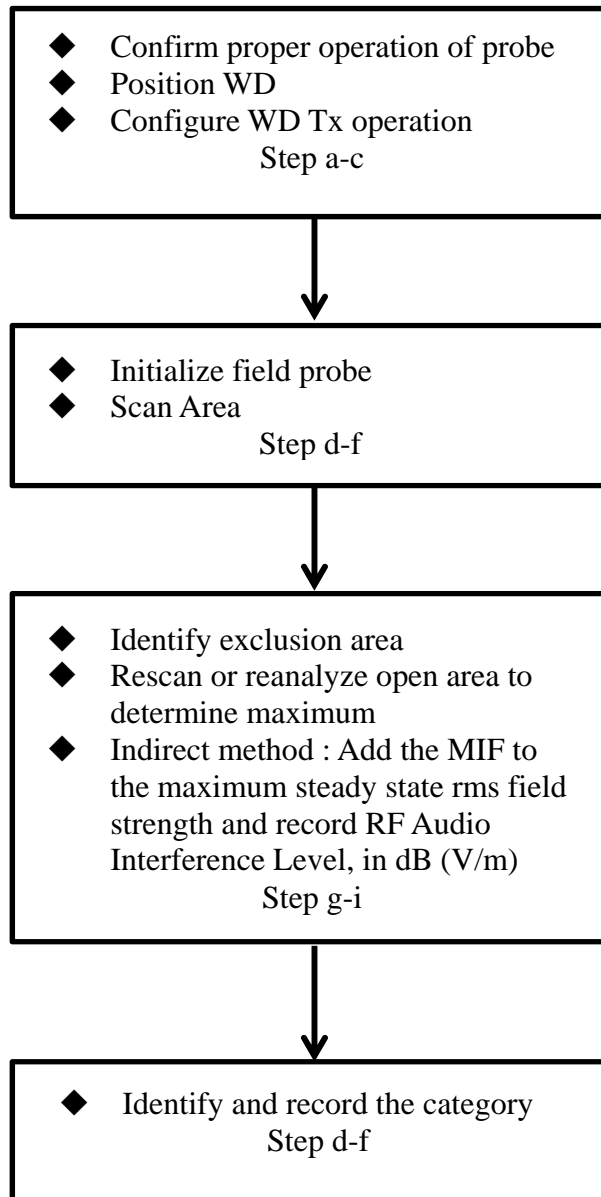 ◆ Confirm proper operation of probe
◆ Position WD
◆ Configure WD Tx operation
Step a-c
◆ Initialize field probe
◆ Scan Area
Step d-f
◆ Identify exclusion area
◆ Rescan or reanalyze open area to
determine maximum
◆ Indirect method : Add the MIF to
the maximum steady state rms field
strength and record RF Audio
Interference Level, in dB (V/m)
Step g-i
◆ Identify and record the category
Step d-f